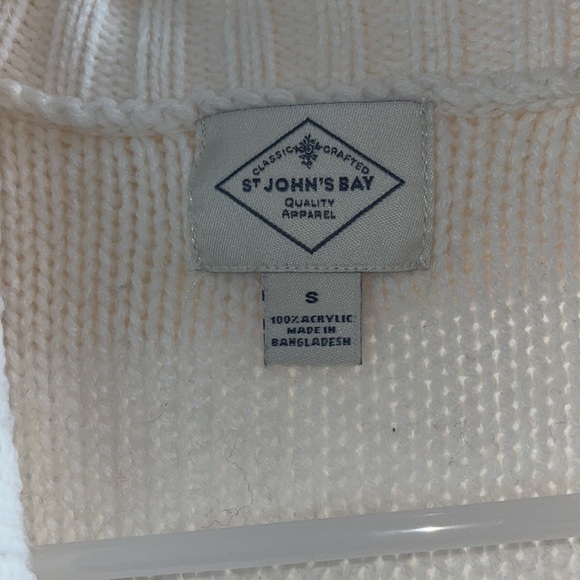 CLASSIC CRAFTED
ST JOHN'S BAY
QUALITY
APPAREL
S
100% ACRYLIC
MADE IN
BANGLADESH